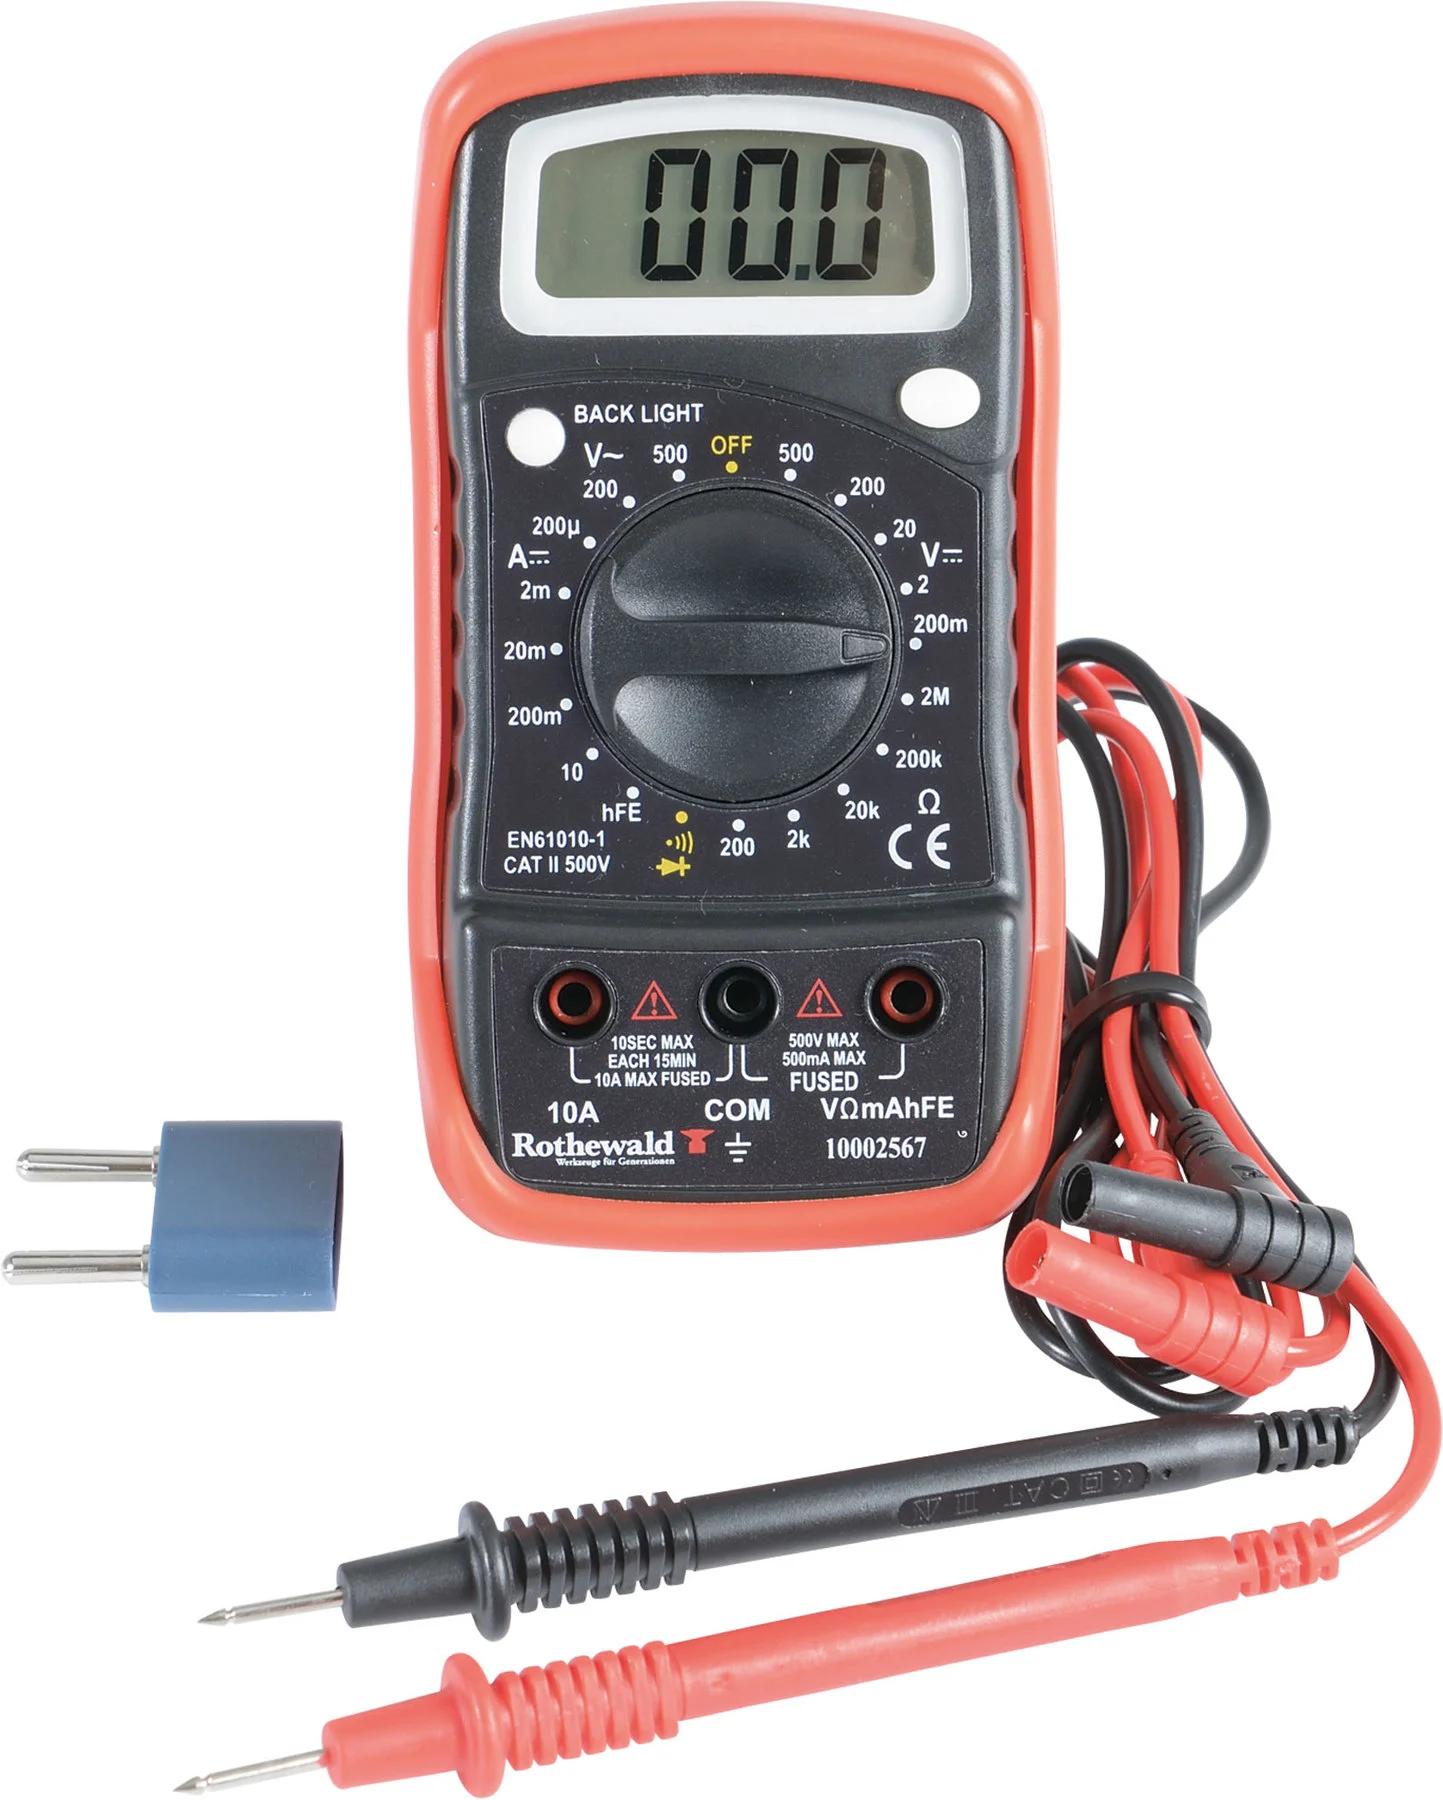 00.0
BACK LIGHT
V~ 500 OFF 500
200 200
200µ 20
A⎓ V⎓
2m 2
200m
20m
2M
200m
200k
10
20k
hFE Ω
200 2k
EN61010-1
CAT II 500V
CE
10SEC MAX
EACH 15MIN
10A MAX FUSED
500V MAX
500mA MAX
FUSED
10A COM VΩmAhFE
Rothewald 10002567
Werkzeuge für Generationen
CAT. III